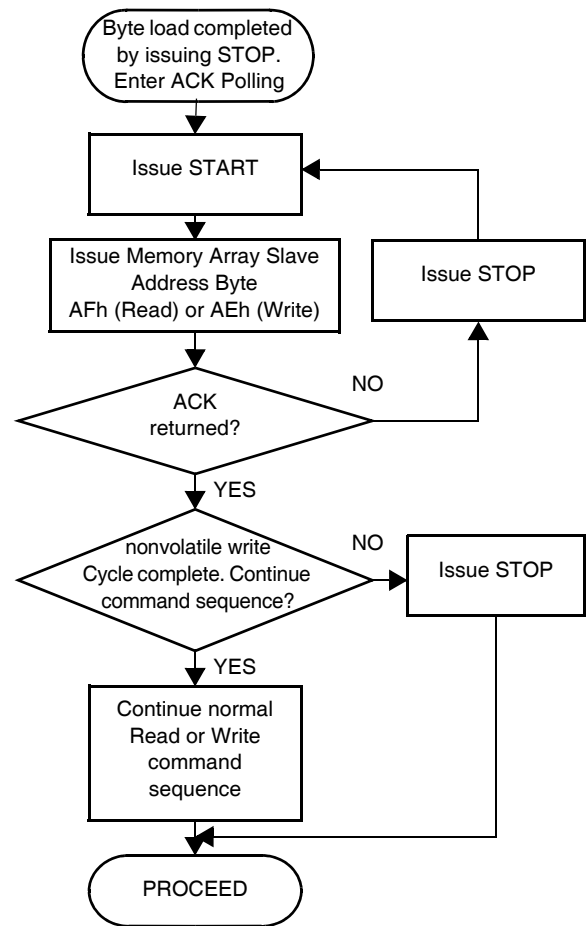 Byte load completed
by issuing STOP.
Enter ACK Polling
Issue START
Issue Memory Array Slave
Address Byte
AFh (Read) or AEh (Write)
Issue STOP
ACK
returned?
NO
YES
nonvolatile write
Cycle complete. Continue
command sequence?
NO
Issue STOP
YES
Continue normal
Read or Write
command
sequence
PROCEED